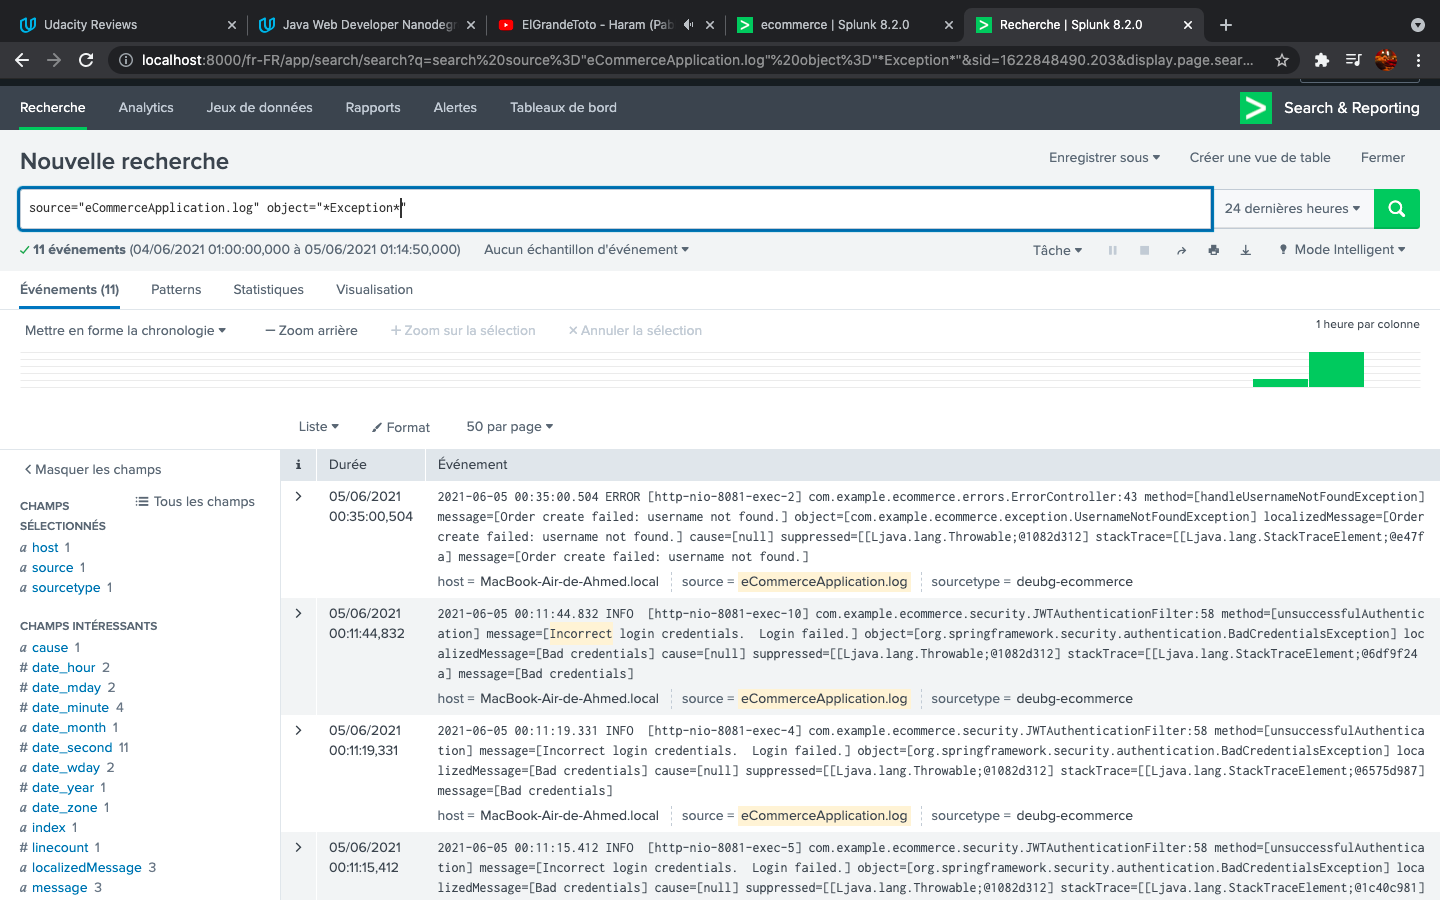 Udacity Reviews
Java Web Developer Nanodegr
ElGrandeToto - Haram (Pab
ecommerce | Splunk 8.2.0
Recherche | Splunk 8.2.0
localhost:8000/fr-FR/app/search/search?q=search%20source%3D"eCommerceApplication.log"%20object%3D"*Exception*"&sid=1622848490.203&display.page.sear...
Recherche Analytics Jeux de données Rapports Alertes Tableaux de bord Search & Reporting
Nouvelle recherche
Enregistrer sous Créer une vue de table Fermer
source="eCommerceApplication.log" object="*Exception*"
24 dernières heures
11 événements (04/06/2021 01:00:00,000 à 05/06/2021 01:14:50,000) Aucun échantillon d'événement Tâche Mode Intelligent
Événements (11) Patterns Statistiques Visualisation
Mettre en forme la chronologie — Zoom arrière + Zoom sur la sélection × Annuler la sélection
1 heure par colonne
Liste Format 50 par page
Masquer les champs
Tous les champs
CHAMPS
SÉLECTIONNÉS
a host 1
a source 1
a sourcetype 1
CHAMPS INTÉRESSANTS
a cause 1
# date_hour 2
# date_mday 2
# date_minute 4
a date_month 1
# date_second 11
a date_wday 2
# date_year 1
a date_zone 1
a index 1
# linecount 1
a localizedMessage 3
a message 3
i Durée Événement
05/06/2021
00:35:00,504
2021-06-05 00:35:00.504 ERROR [http-nio-8081-exec-2] com.example.ecommerce.errors.ErrorController:43 method=[handleUsernameNotFoundException]
message=[Order create failed: username not found.] object=[com.example.ecommerce.exception.UsernameNotFoundException] localizedMessage=[Order
create failed: username not found.] cause=[null] suppressed=[[Ljava.lang.Throwable;@1082d312] stackTrace=[[Ljava.lang.StackTraceElement;@e47f
a] message=[Order create failed: username not found.]
host = MacBook-Air-de-Ahmed.local source = eCommerceApplication.log sourcetype = deubg-ecommerce
05/06/2021
00:11:44,832
2021-06-05 00:11:44.832 INFO [http-nio-8081-exec-10] com.example.ecommerce.security.JWTAuthenticationFilter:58 method=[unsuccessfulAuthentic
ation] message=[Incorrect login credentials. Login failed.] object=[org.springframework.security.authentication.BadCredentialsException] loc
alizedMessage=[Bad credentials] cause=[null] suppressed=[[Ljava.lang.Throwable;@1082d312] stackTrace=[[Ljava.lang.StackTraceElement;@6df9f24
a] message=[Bad credentials]
host = MacBook-Air-de-Ahmed.local source = eCommerceApplication.log sourcetype = deubg-ecommerce
05/06/2021
00:11:19,331
2021-06-05 00:11:19.331 INFO [http-nio-8081-exec-4] com.example.ecommerce.security.JWTAuthenticationFilter:58 method=[unsuccessfulAuthentica
tion] message=[Incorrect login credentials. Login failed.] object=[org.springframework.security.authentication.BadCredentialsException] loca
lizedMessage=[Bad credentials] cause=[null] suppressed=[[Ljava.lang.Throwable;@1082d312] stackTrace=[[Ljava.lang.StackTraceElement;@6575d987]
message=[Bad credentials]
host = MacBook-Air-de-Ahmed.local source = eCommerceApplication.log sourcetype = deubg-ecommerce
05/06/2021
00:11:15,412
2021-06-05 00:11:15.412 INFO [http-nio-8081-exec-5] com.example.ecommerce.security.JWTAuthenticationFilter:58 method=[unsuccessfulAuthentica
tion] message=[Incorrect login credentials. Login failed.] object=[org.springframework.security.authentication.BadCredentialsException] loca
lizedMessage=[Bad credentials] cause=[null] suppressed=[[Ljava.lang.Throwable;@1082d312] stackTrace=[[Ljava.lang.StackTraceElement;@1c40c981]